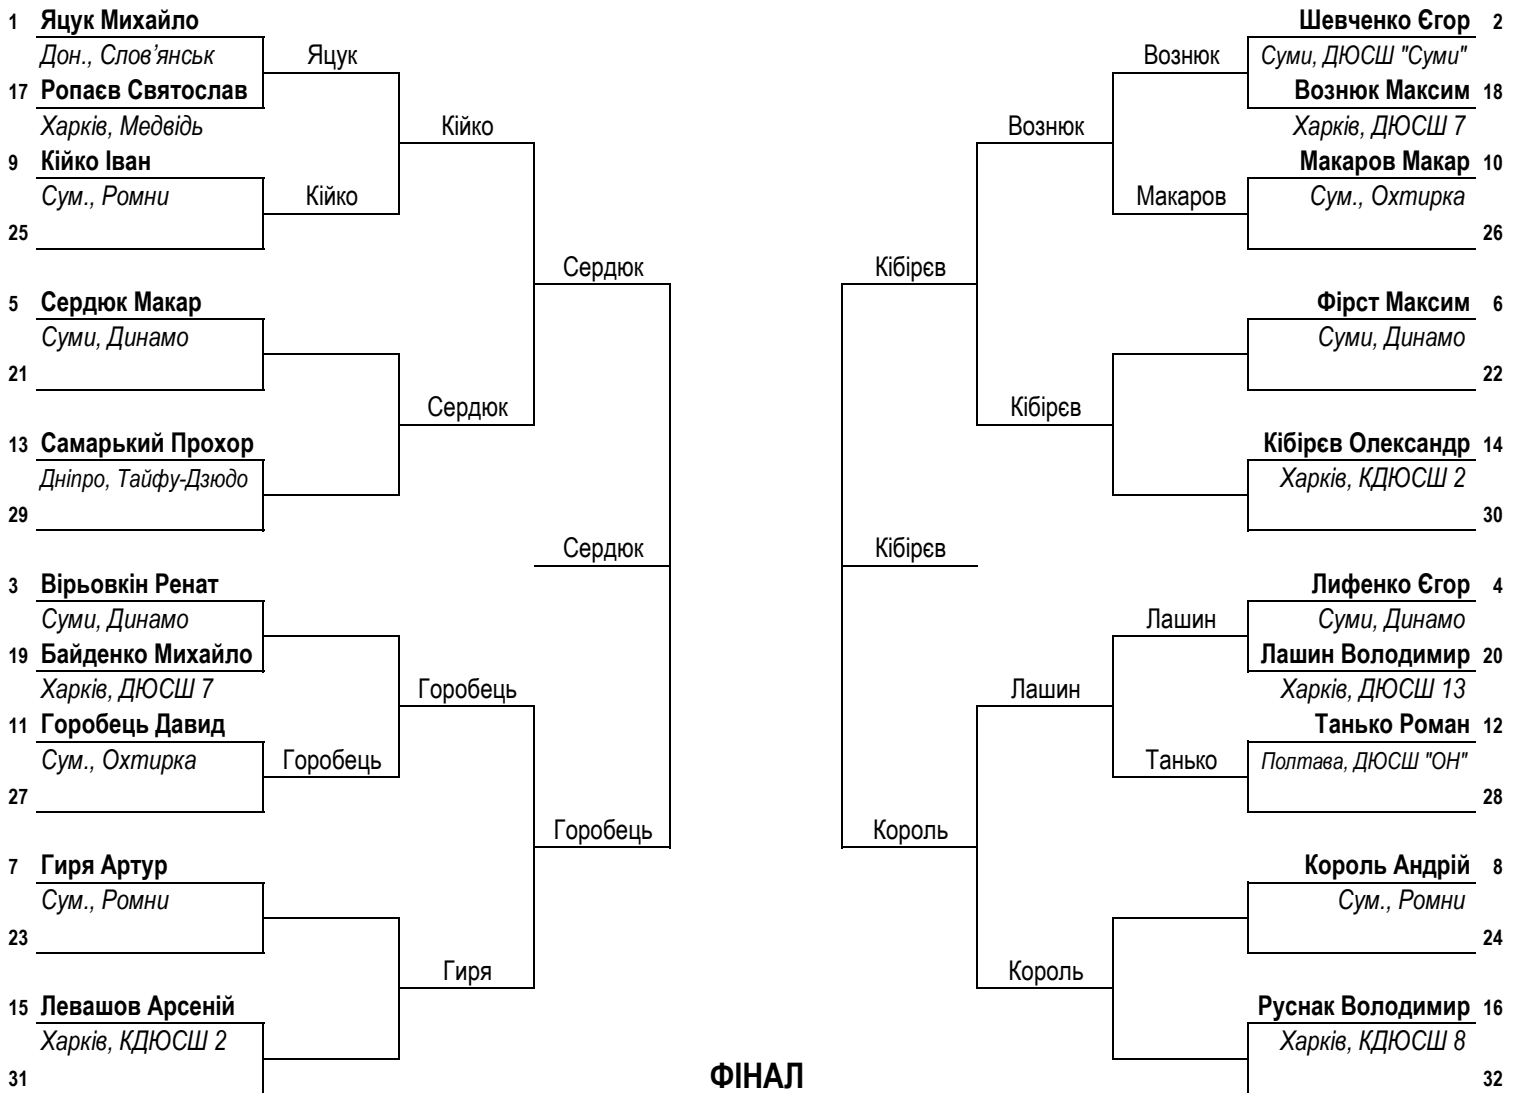 1 Яцук Михайло
Дон., Слов’янськ
Яцук
17 Ропаєв Святослав
Харків, Медвідь
Кійко
9 Кійко Іван
Сум., Ромни
Кійко
25
Сердюк
5 Сердюк Макар
Суми, Динамо
21
Сердюк
13 Самарький Прохор
Дніпро, Тайфу-Дзюдо
29
Сердюк
3 Вірьовкін Ренат
Суми, Динамо
19 Байденко Михайло
Харків, ДЮСШ 7
Горобець
11 Горобець Давид
Сум., Охтирка
Горобець
27
Горобець
7 Гиря Артур
Сум., Ромни
23
Гиря
15 Левашов Арсеній
Харків, КДЮСШ 2
31
Шевченко Єгор 2
Вознюк
Суми, ДЮСШ "Суми"
Вознюк Максим 18
Вознюк
Харків, ДЮСШ 7
Макаров Макар 10
Макаров
Сум., Охтирка
26
Кібірєв
Фірст Максим 6
Суми, Динамо
22
Кібірєв
Кібірєв Олександр 14
Харків, КДЮСШ 2
30
Кібірєв
Лифенко Єгор 4
Лашин
Суми, Динамо
Лашин Володимир 20
Лашин
Харків, ДЮСШ 13
Танько Роман 12
Танько
Полтава, ДЮСШ "ОН"
28
Король
Король Андрій 8
Сум., Ромни
24
Король
Руснак Володимир 16
Харків, КДЮСШ 8
32
ФІНАЛ